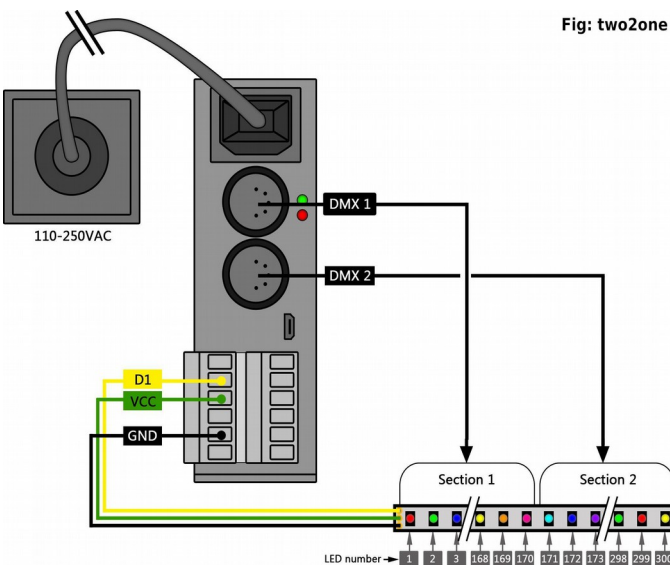 Fig: two2one
110-250VAC
DMX 1
DMX 2
D1
VCC
GND
Section 1
Section 2
LED number
1 2 3 168 169 170 171 172 173 298 299 300